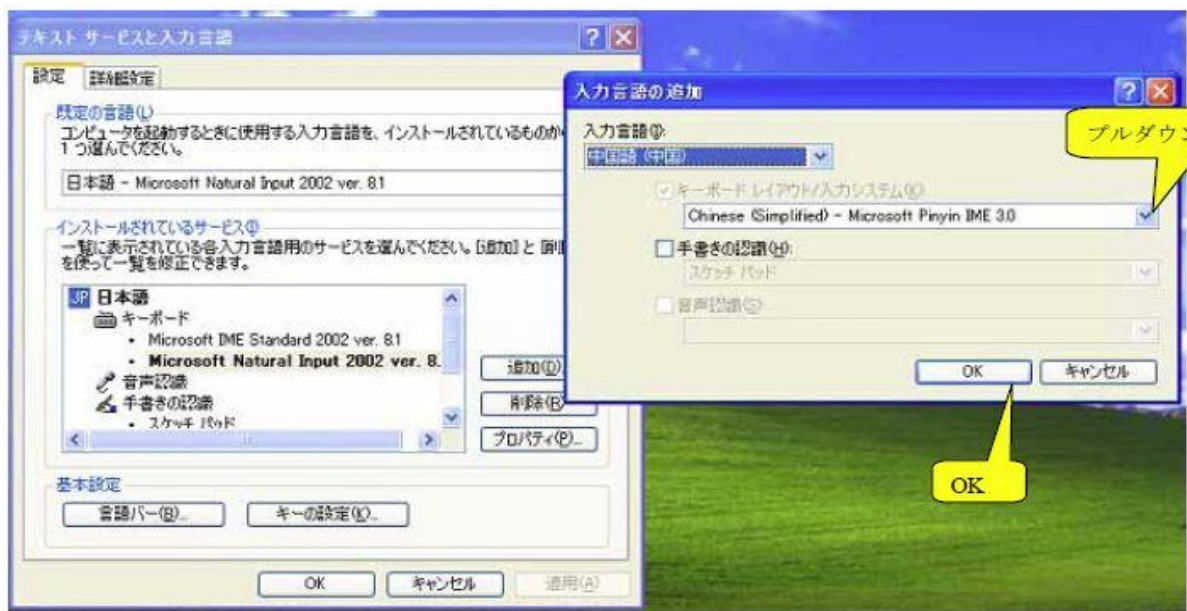 テキスト サービスと入力言語
設定
詳細設定
既定の言語(L)
コンピュータを起動するときに使用する入力言語を、インストールされているものから
1 つ選んでください。
日本語 - Microsoft Natural Input 2002 ver. 8.1
インストールされているサービス(I)
一覧に表示されている各入力言語用のサービスを選んでください。[追加] と [削
を使って一覧を修正できます。
JP 日本語
キーボード
• Microsoft IME Standard 2002 ver. 8.1
• Microsoft Natural Input 2002 ver. 8.
音声認識
手書きの認識
• スケッチ パッド
追加(D)
削除(R)
プロパティ(P)...
基本設定
言語バー(B)...
キーの設定(K)...
OK
キャンセル
適用(A)
入力言語の追加
入力言語(I):
中国語 (中国)
キーボード レイアウト/入力システム(K)
Chinese (Simplified) - Microsoft Pinyin IME 3.0
手書きの認識(H):
スケッチ パッド
音声認識(S)
OK
キャンセル
プルダウン
OK